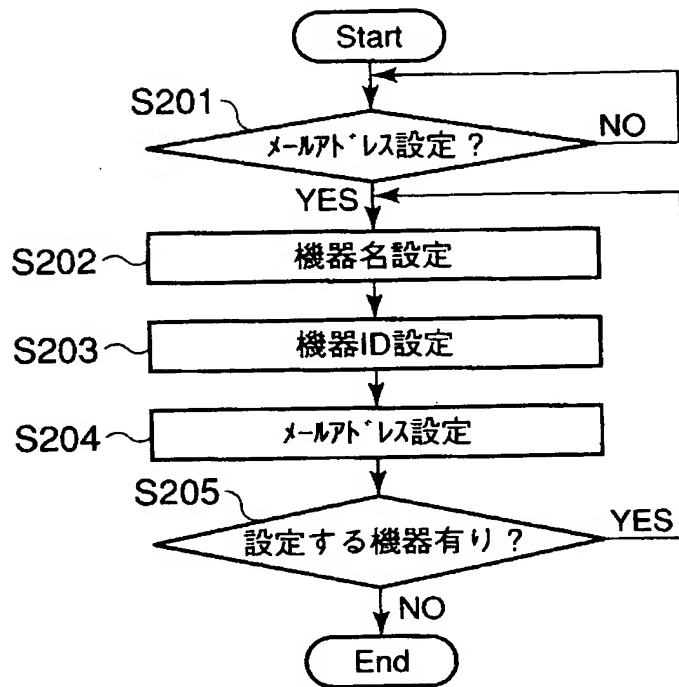 Start
S201
メールアドレス設定?
NO
YES
S202
機器名設定
S203
機器ID設定
S204
メールアドレス設定
S205
設定する機器有り?
YES
NO
End